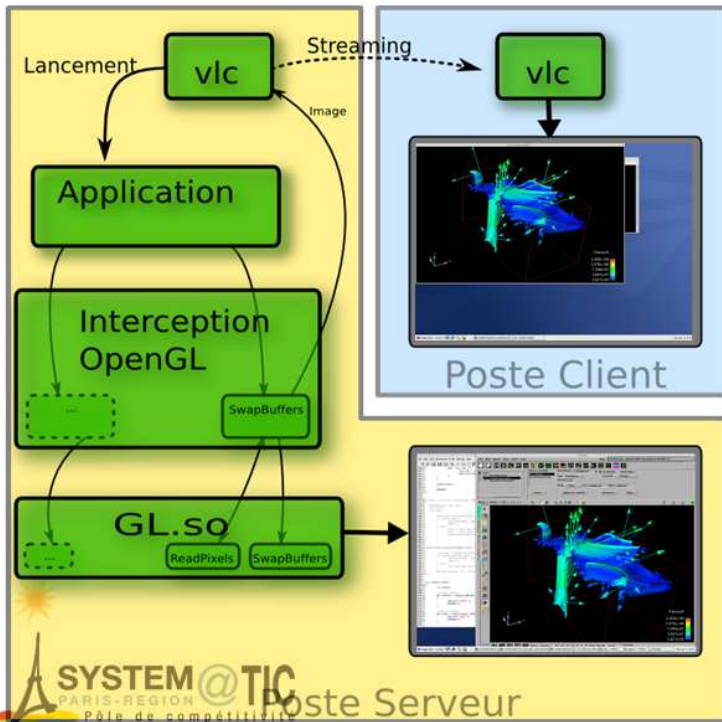 Streaming
vlc
vlc
Lancement
Image
Application
Interception
OpenGL
...
SwapBuffers
Poste Client
GL.so
...
ReadPixels
SwapBuffers
SYSTEM@TIC
PARIS-REGION
Pôle de compétitivité
Poste Serveur